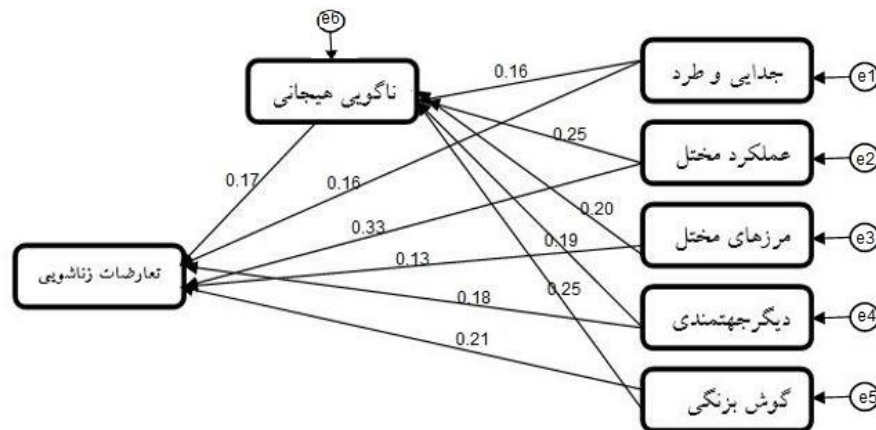 e6
ناگویی هیجانی
جدایی و طرد
e1
0.16
عملکرد مختل
e2
0.25
0.17
0.16
مرزهای مختل
e3
0.20
0.33
0.19
تعارضات زناشویی
0.13
0.25
دیگرجهتمندی
e4
0.18
0.21
گوش بزنگی
e5